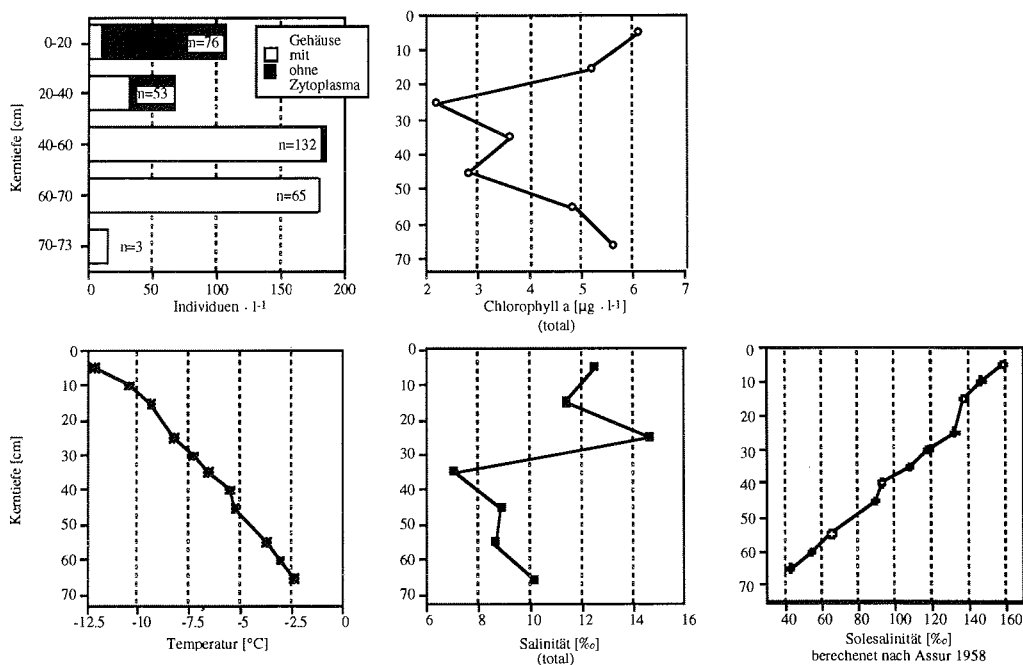 0-20
20-40
40-60
60-70
70-73
Kerntiefe [cm]
n=76
n=53
n=132
n=65
n=3
Gehäuse
mit
ohne
Zytoplasma
0 50 100 150 200
Individuen · l-1
0
10
20
30
40
50
60
70
2 3 4 5 6 7
Chlorophyll a [µg · l-1]
(total)
0
10
20
30
40
50
60
70
Kerntiefe [cm]
-12.5 -10 -7.5 -5 -2.5 0
Temperatur [°C]
0
10
20
30
40
50
60
70
6 8 10 12 14 16
Salinität [‰]
(total)
0
10
20
30
40
50
60
70
40 60 80 100 120 140 160
Solesalinität [‰]
berechenet nach Assur 1958